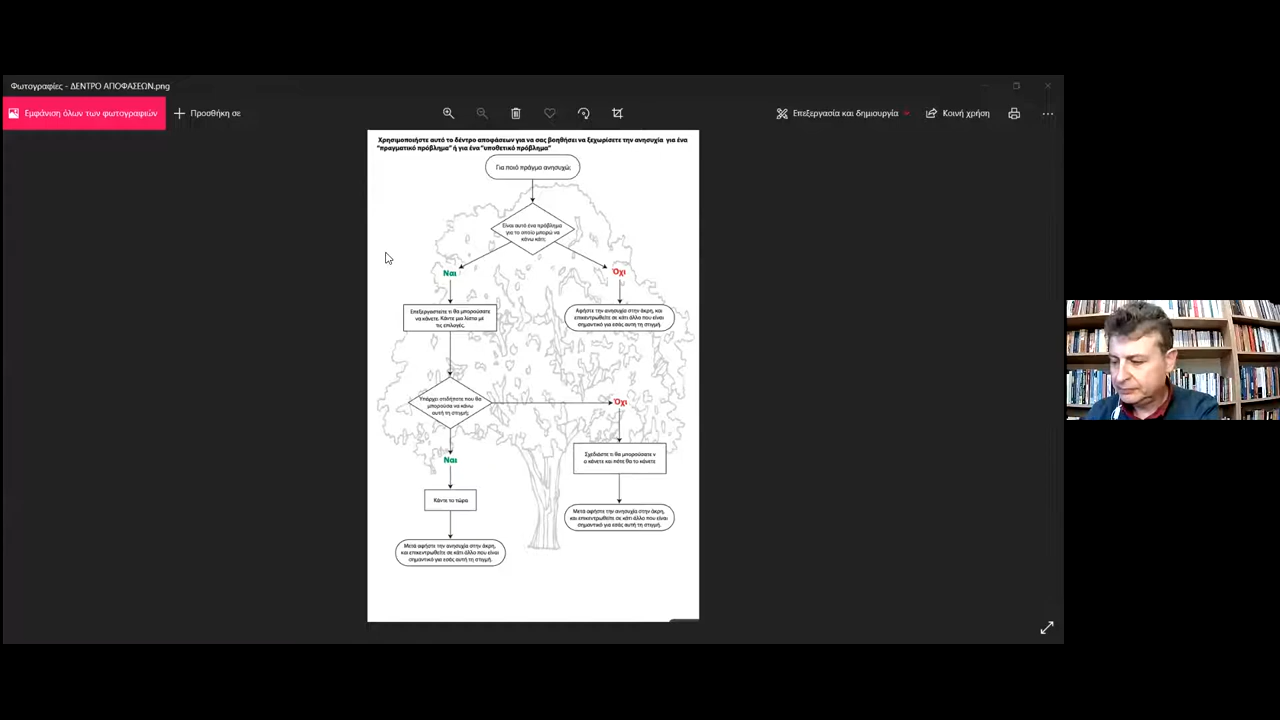 Φωτογραφίες - ΔΕΝΤΡΟ ΑΠΟΦΑΣΕΩΝ.png
Εμφάνιση όλων των φωτογραφιών
Προσθήκη σε
Επεξεργασία και δημιουργία
Κοινή χρήση
Χρησιμοποιήστε αυτό το δέντρο αποφάσεων για να σας βοηθήσει να ξεχωρίσετε την ανησυχία για ένα
"πραγματικό πρόβλημα" ή για ένα "υποθετικό πρόβλημα"
Για ποιό πράγμα ανησυχώ;
Είναι αυτό ένα πρόβλημα
για το οποίο μπορώ να
κάνω κάτι;
Ναι
Όχι
Επεξεργαστείτε τι θα μπορούσατε
να κάνετε. Κάντε μια λίστα με
τις επιλογές.
Αφήστε την ανησυχία στην άκρη, και
επικεντρωθείτε σε κάτι άλλο που είναι
σημαντικό για εσάς αυτή τη στιγμή.
Υπάρχει οτιδήποτε που θα
μπορούσα να κάνω
αυτή τη στιγμή;
Όχι
Ναι
Σχεδιάστε τι θα μπορούσατε ν
α κάνετε και πότε θα το κάνετε
Κάντε το τώρα
Μετά αφήστε την ανησυχία στην άκρη,
και επικεντρωθείτε σε κάτι άλλο που είναι
σημαντικό για εσάς αυτή τη στιγμή.
Μετά αφήστε την ανησυχία στην άκρη,
και επικεντρωθείτε σε κάτι άλλο που είναι
σημαντικό για εσάς αυτή τη στιγμή.